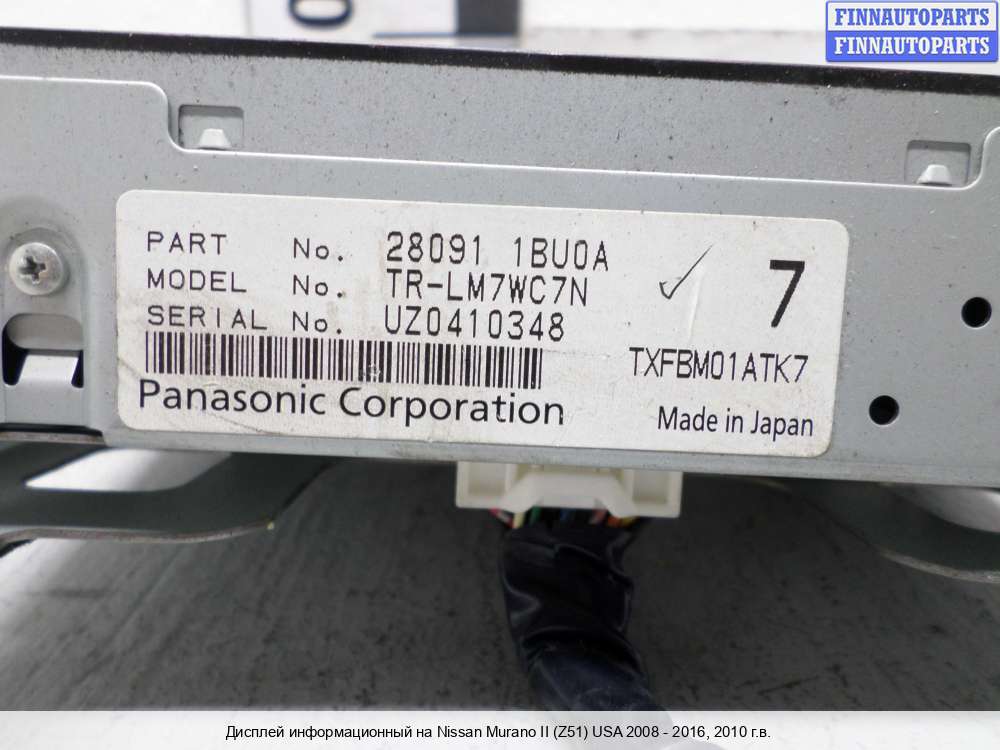 FINNAUTOPARTS
FINNAUTOPARTS
0
PART No. 28091 1BU0A
MODEL No. TR-LM7WC7N
SERIAL No. UZ0410348
7
TXFBM01ATK7
Panasonic Corporation
Made in Japan
Дисплей информационный на Nissan Murano II (Z51) USA 2008 - 2016, 2010 г.в.